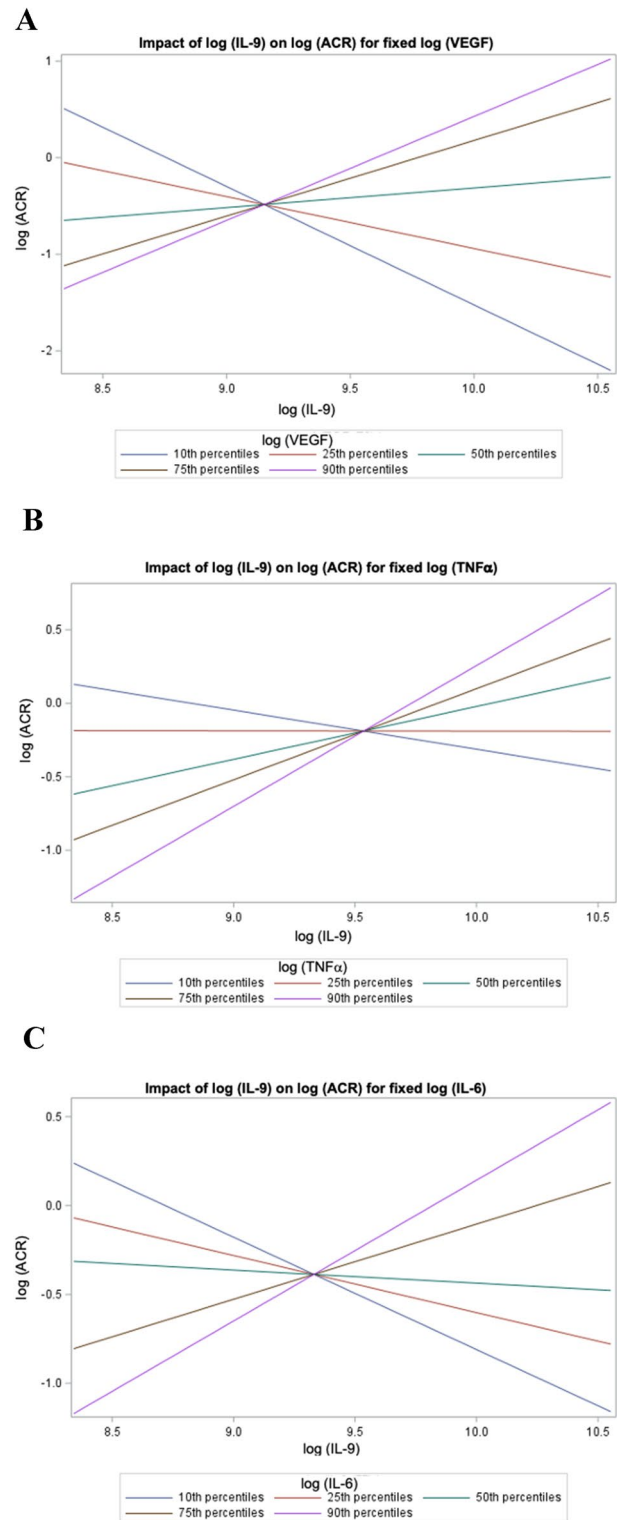 A
Impact of log (IL-9) on log (ACR) for fixed log (VEGF)
1
0
-1
-2
log (ACR)
8.5 9.0 9.5 10.0 10.5
log (IL-9)
log (VEGF)
10th percentiles 25th percentiles 50th percentiles
75th percentiles 90th percentiles
B
Impact of log (IL-9) on log (ACR) for fixed log (TNFα)
0.5
0.0
-0.5
-1.0
log (ACR)
8.5 9.0 9.5 10.0 10.5
log (IL-9)
log (TNFα)
10th percentiles 25th percentiles 50th percentiles
75th percentiles 90th percentiles
C
Impact of log (IL-9) on log (ACR) for fixed log (IL-6)
0.5
0.0
-0.5
-1.0
log (ACR)
8.5 9.0 9.5 10.0 10.5
log (IL-9)
log (IL-6)
10th percentiles 25th percentiles 50th percentiles
75th percentiles 90th percentiles